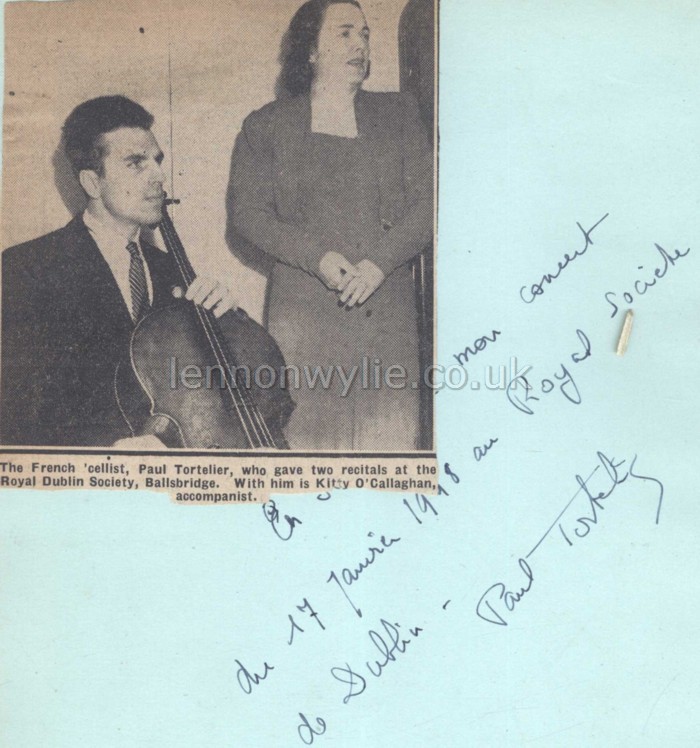 The French 'cellist, Paul Tortelier, who gave two recitals at the
Royal Dublin Society, Ballsbridge. With him is Kitty O'Callaghan,
accompanist.
lennonwylie.co.uk
En mon concert
du 17 Janvier 1948 au Royal Societe
de Dublin -
Paul Tortelier